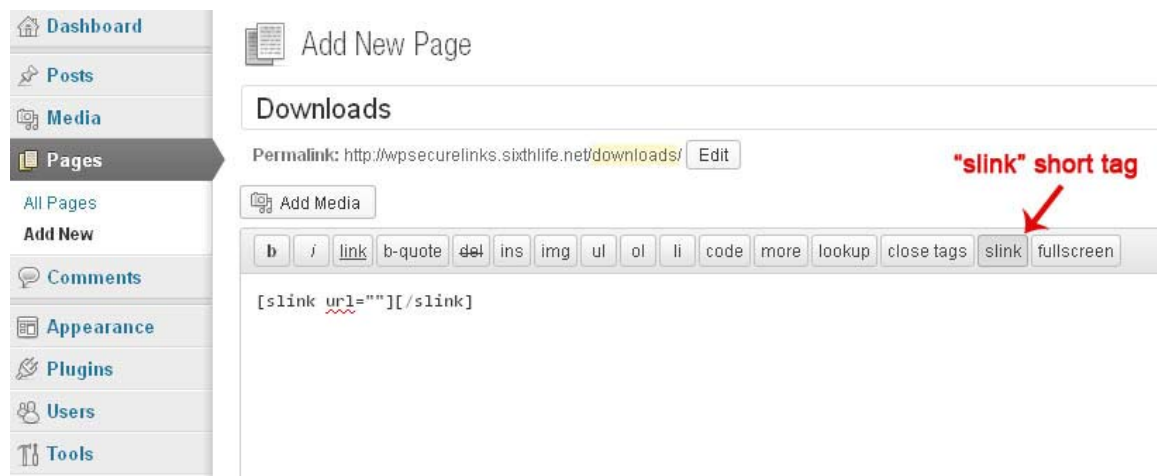 Dashboard
Posts
Media
Pages
All Pages
Add New
Comments
Appearance
Plugins
Users
Tools
Add New Page
Downloads
Permalink: http://wpsecurelinks.sixthlife.net/downloads/ Edit
"slink" short tag
Add Media
b i link b-quote del ins img ul ol li code more lookup close tags slink fullscreen
[slink url=""][/slink]